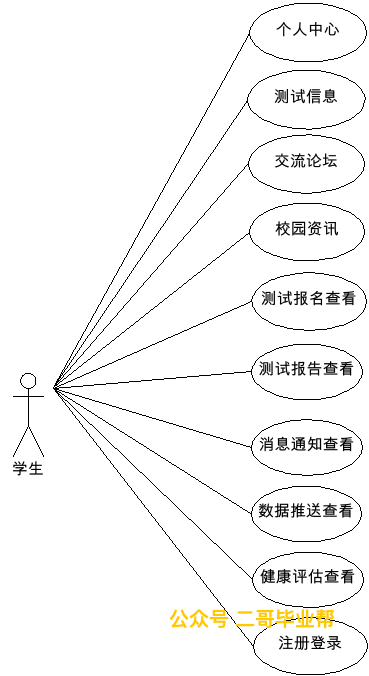 个人中心
测试信息
交流论坛
校园资讯
测试报名查看
测试报告查看
消息通知查看
数据推送查看
健康评估查看
注册登录
学生
公众号 二哥毕业帮